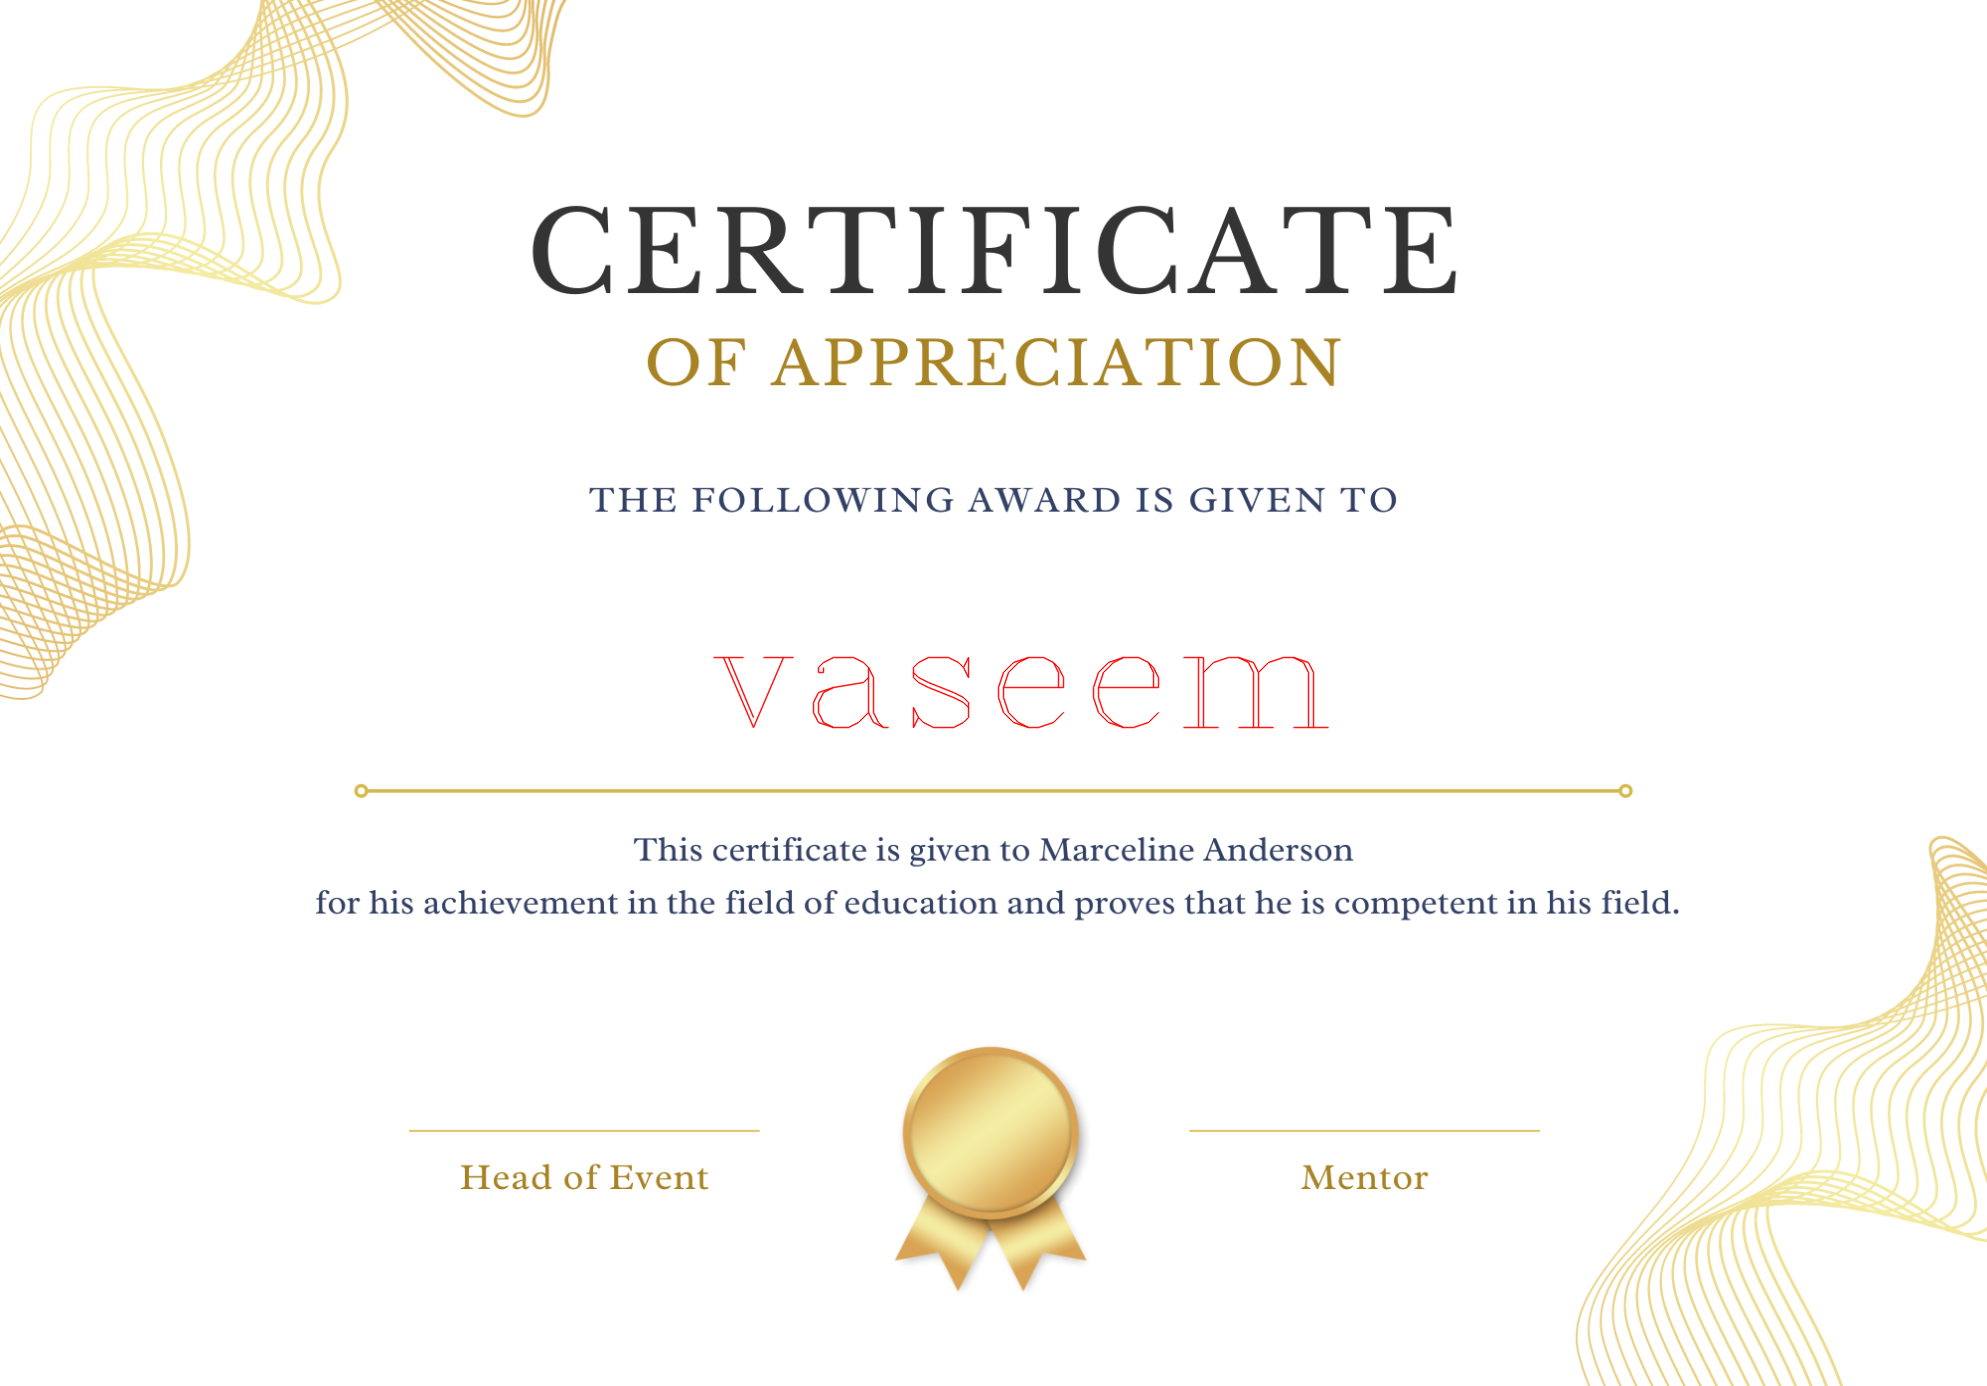 CERTIFICATE
OF APPRECIATION
THE FOLLOWING AWARD IS GIVEN TO
vaseem
This certificate is given to Marceline Anderson
for his achievement in the field of education and proves that he is competent in his field.
Head of Event
Mentor